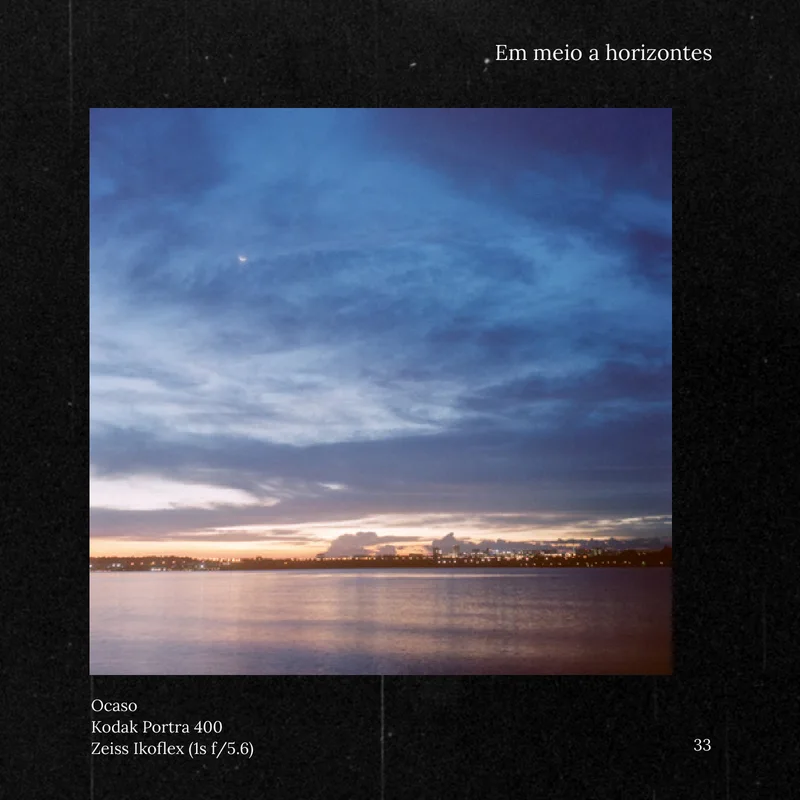 Em meio a horizontes
Ocaso
Kodak Portra 400
Zeiss Ikoflex (1s f/5.6)
33